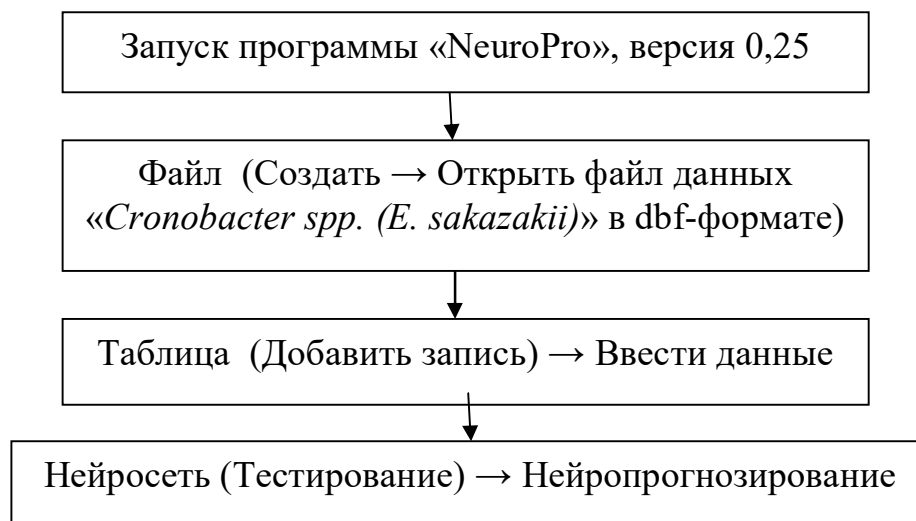 Запуск программы «NeuroPro», версия 0,25
Файл (Создать → Открыть файл данных
«Cronobacter spp. (E. sakazakii)» в dbf-формате)
Таблица (Добавить запись) → Ввести данные
Нейросеть (Тестирование) → Нейропрогнозирование